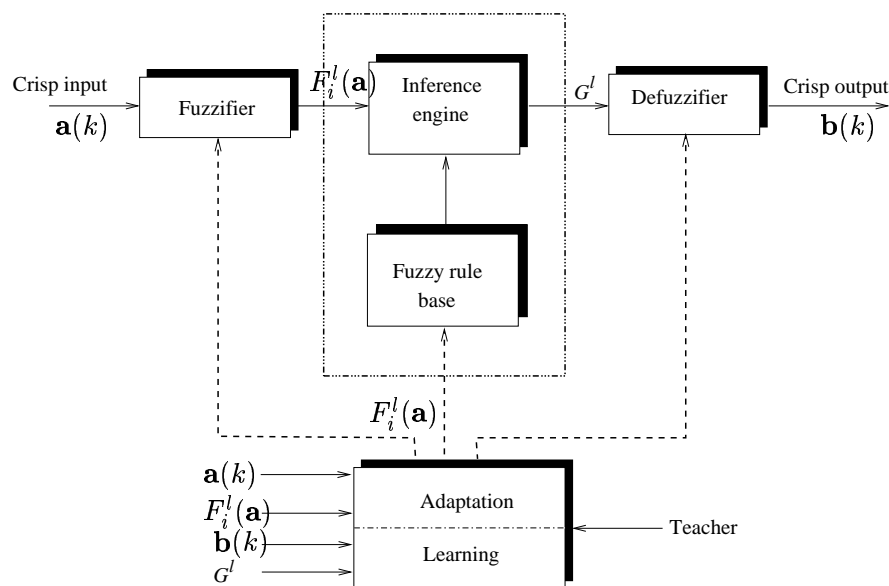 Crisp input
a(k)
Fuzzifier
F_i^l(a)
Inference
engine
G^l
Defuzzifier
Crisp output
b(k)
Fuzzy rule
base
F_i^l(a)
a(k)
F_i^l(a)
b(k)
G^l
Adaptation
Learning
Teacher